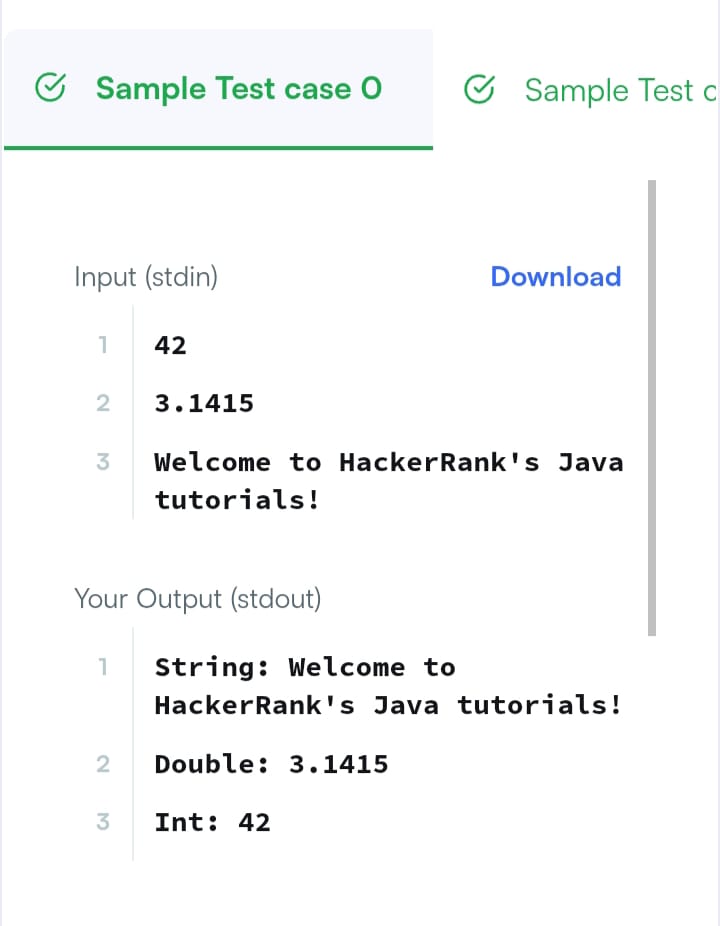 Sample Test case 0
Sample Test c
Input (stdin)
Download
1 42
2 3.1415
3 Welcome to HackerRank's Java
tutorials!
Your Output (stdout)
1 String: Welcome to
HackerRank's Java tutorials!
2 Double: 3.1415
3 Int: 42